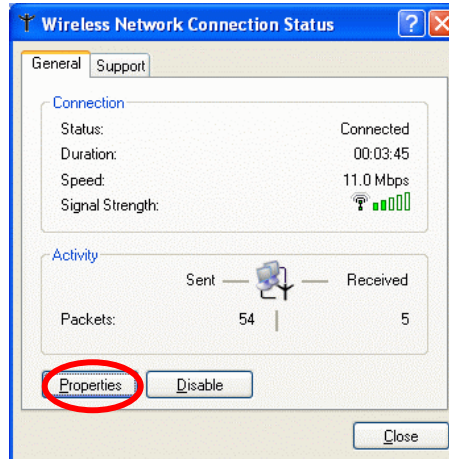 Wireless Network Connection Status
General Support
Connection
Status: Connected
Duration: 00:03:45
Speed: 11.0 Mbps
Signal Strength:
Activity
Sent Received
Packets: 54 5
Properties Disable
Close